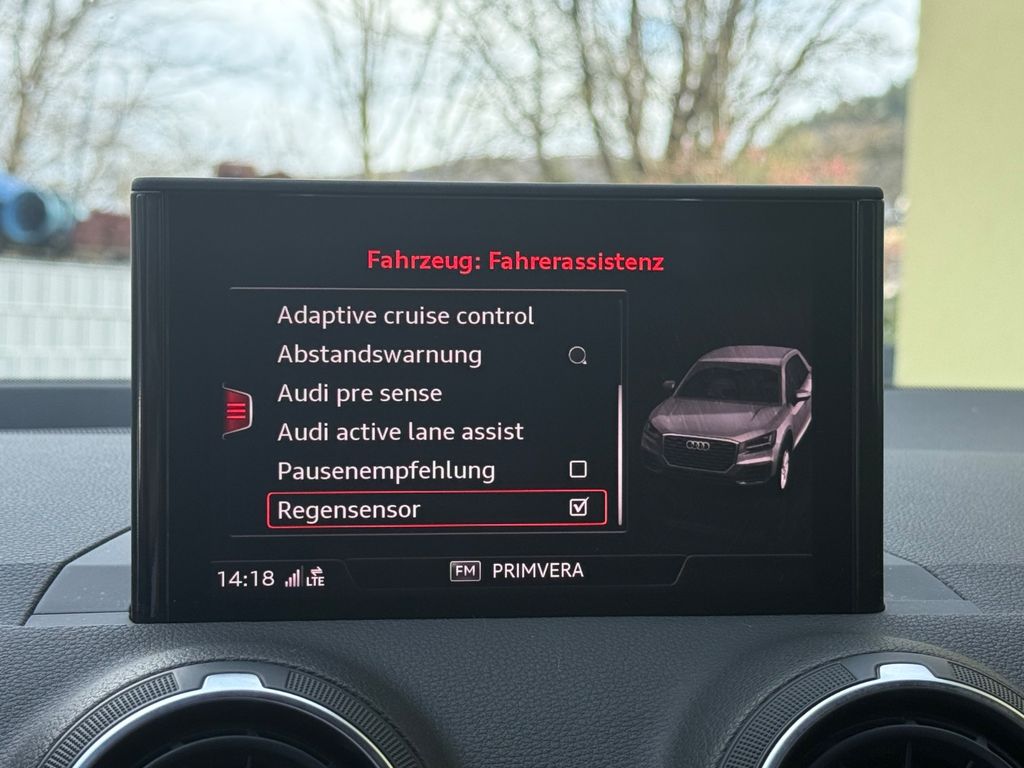 Fahrzeug: Fahrerassistenz
Adaptive cruise control
Abstandswarnung
Audi pre sense
Audi active lane assist
Pausenempfehlung
Regensensor
14:18 LTE
FM PRIMVERA